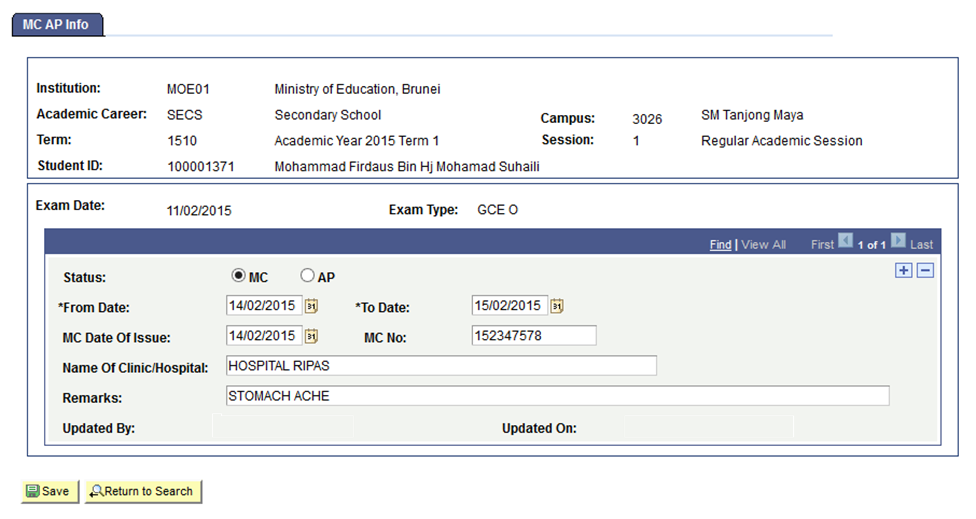 MC AP Info
Institution: MOE01 Ministry of Education, Brunei
Academic Career: SECS Secondary School Campus: 3026 SM Tanjong Maya
Term: 1510 Academic Year 2015 Term 1 Session: 1 Regular Academic Session
Student ID: 100001371 Mohammad Firdaus Bin Hj Mohamad Suhaili
Exam Date: 11/02/2015 Exam Type: GCE O
Find | View All First 1 of 1 Last
Status: MC AP
*From Date: 14/02/2015 31 *To Date: 15/02/2015 31
MC Date Of Issue: 14/02/2015 31 MC No: 152347578
Name Of Clinic/Hospital: HOSPITAL RIPAS
Remarks: STOMACH ACHE
Updated By: Updated On:
Save Return to Search